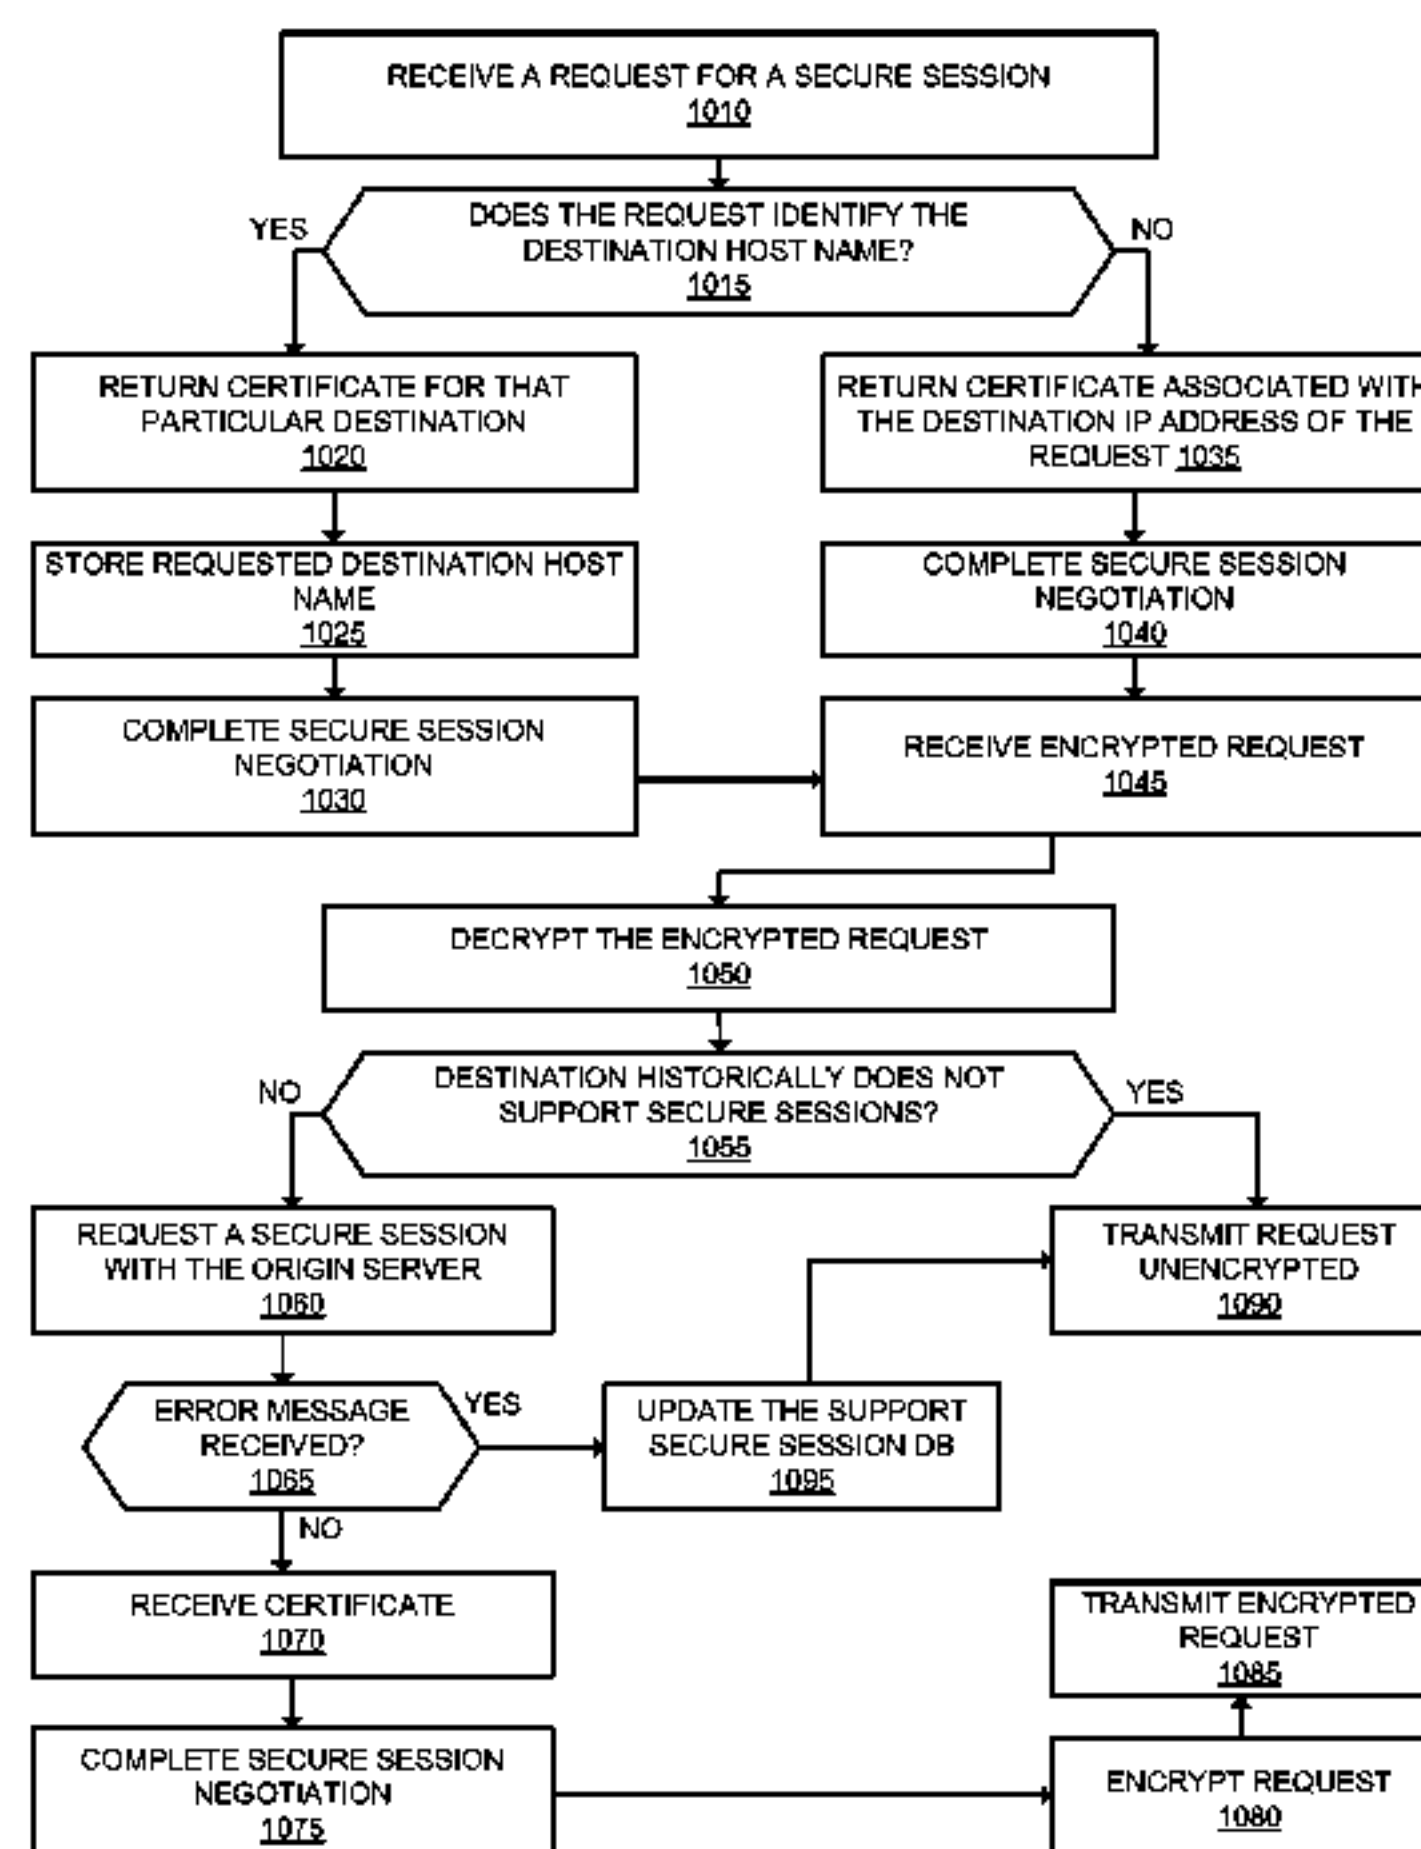 RECEIVE A REQUEST FOR A SECURE SESSION
1010
YES
DOES THE REQUEST IDENTIFY THE
DESTINATION HOST NAME?
1015
NO
RETURN CERTIFICATE FOR THAT
PARTICULAR DESTINATION
1020
RETURN CERTIFICATE ASSOCIATED WITH
THE DESTINATION IP ADDRESS OF THE
REQUEST 1035
STORE REQUESTED DESTINATION HOST
NAME
1025
COMPLETE SECURE SESSION
NEGOTIATION
1040
COMPLETE SECURE SESSION
NEGOTIATION
1030
RECEIVE ENCRYPTED REQUEST
1045
DECRYPT THE ENCRYPTED REQUEST
1050
NO
DESTINATION HISTORICALLY DOES NOT
SUPPORT SECURE SESSIONS?
1055
YES
REQUEST A SECURE SESSION
WITH THE ORIGIN SERVER
1060
TRANSMIT REQUEST
UNENCRYPTED
1090
ERROR MESSAGE
RECEIVED?
1065
YES
UPDATE THE SUPPORT
SECURE SESSION DB
1095
NO
RECEIVE CERTIFICATE
1070
TRANSMIT ENCRYPTED
REQUEST
1085
COMPLETE SECURE SESSION
NEGOTIATION
1075
ENCRYPT REQUEST
1080